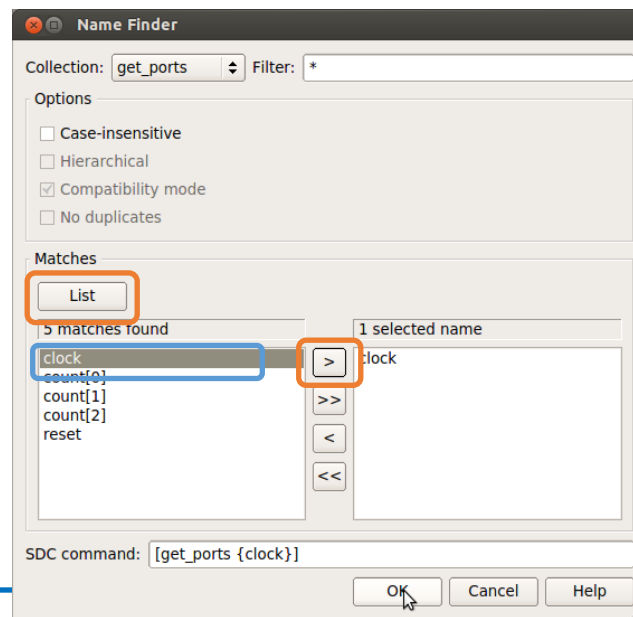 Name Finder
Collection: get_ports Filter: *
Options
Case-insensitive
Hierarchical
Compatibility mode
No duplicates
Matches
List
5 matches found 1 selected name
clock > clock
count[0]
count[1] >>
count[2]
reset <
<<
SDC command: [get_ports {clock}]
OK Cancel Help